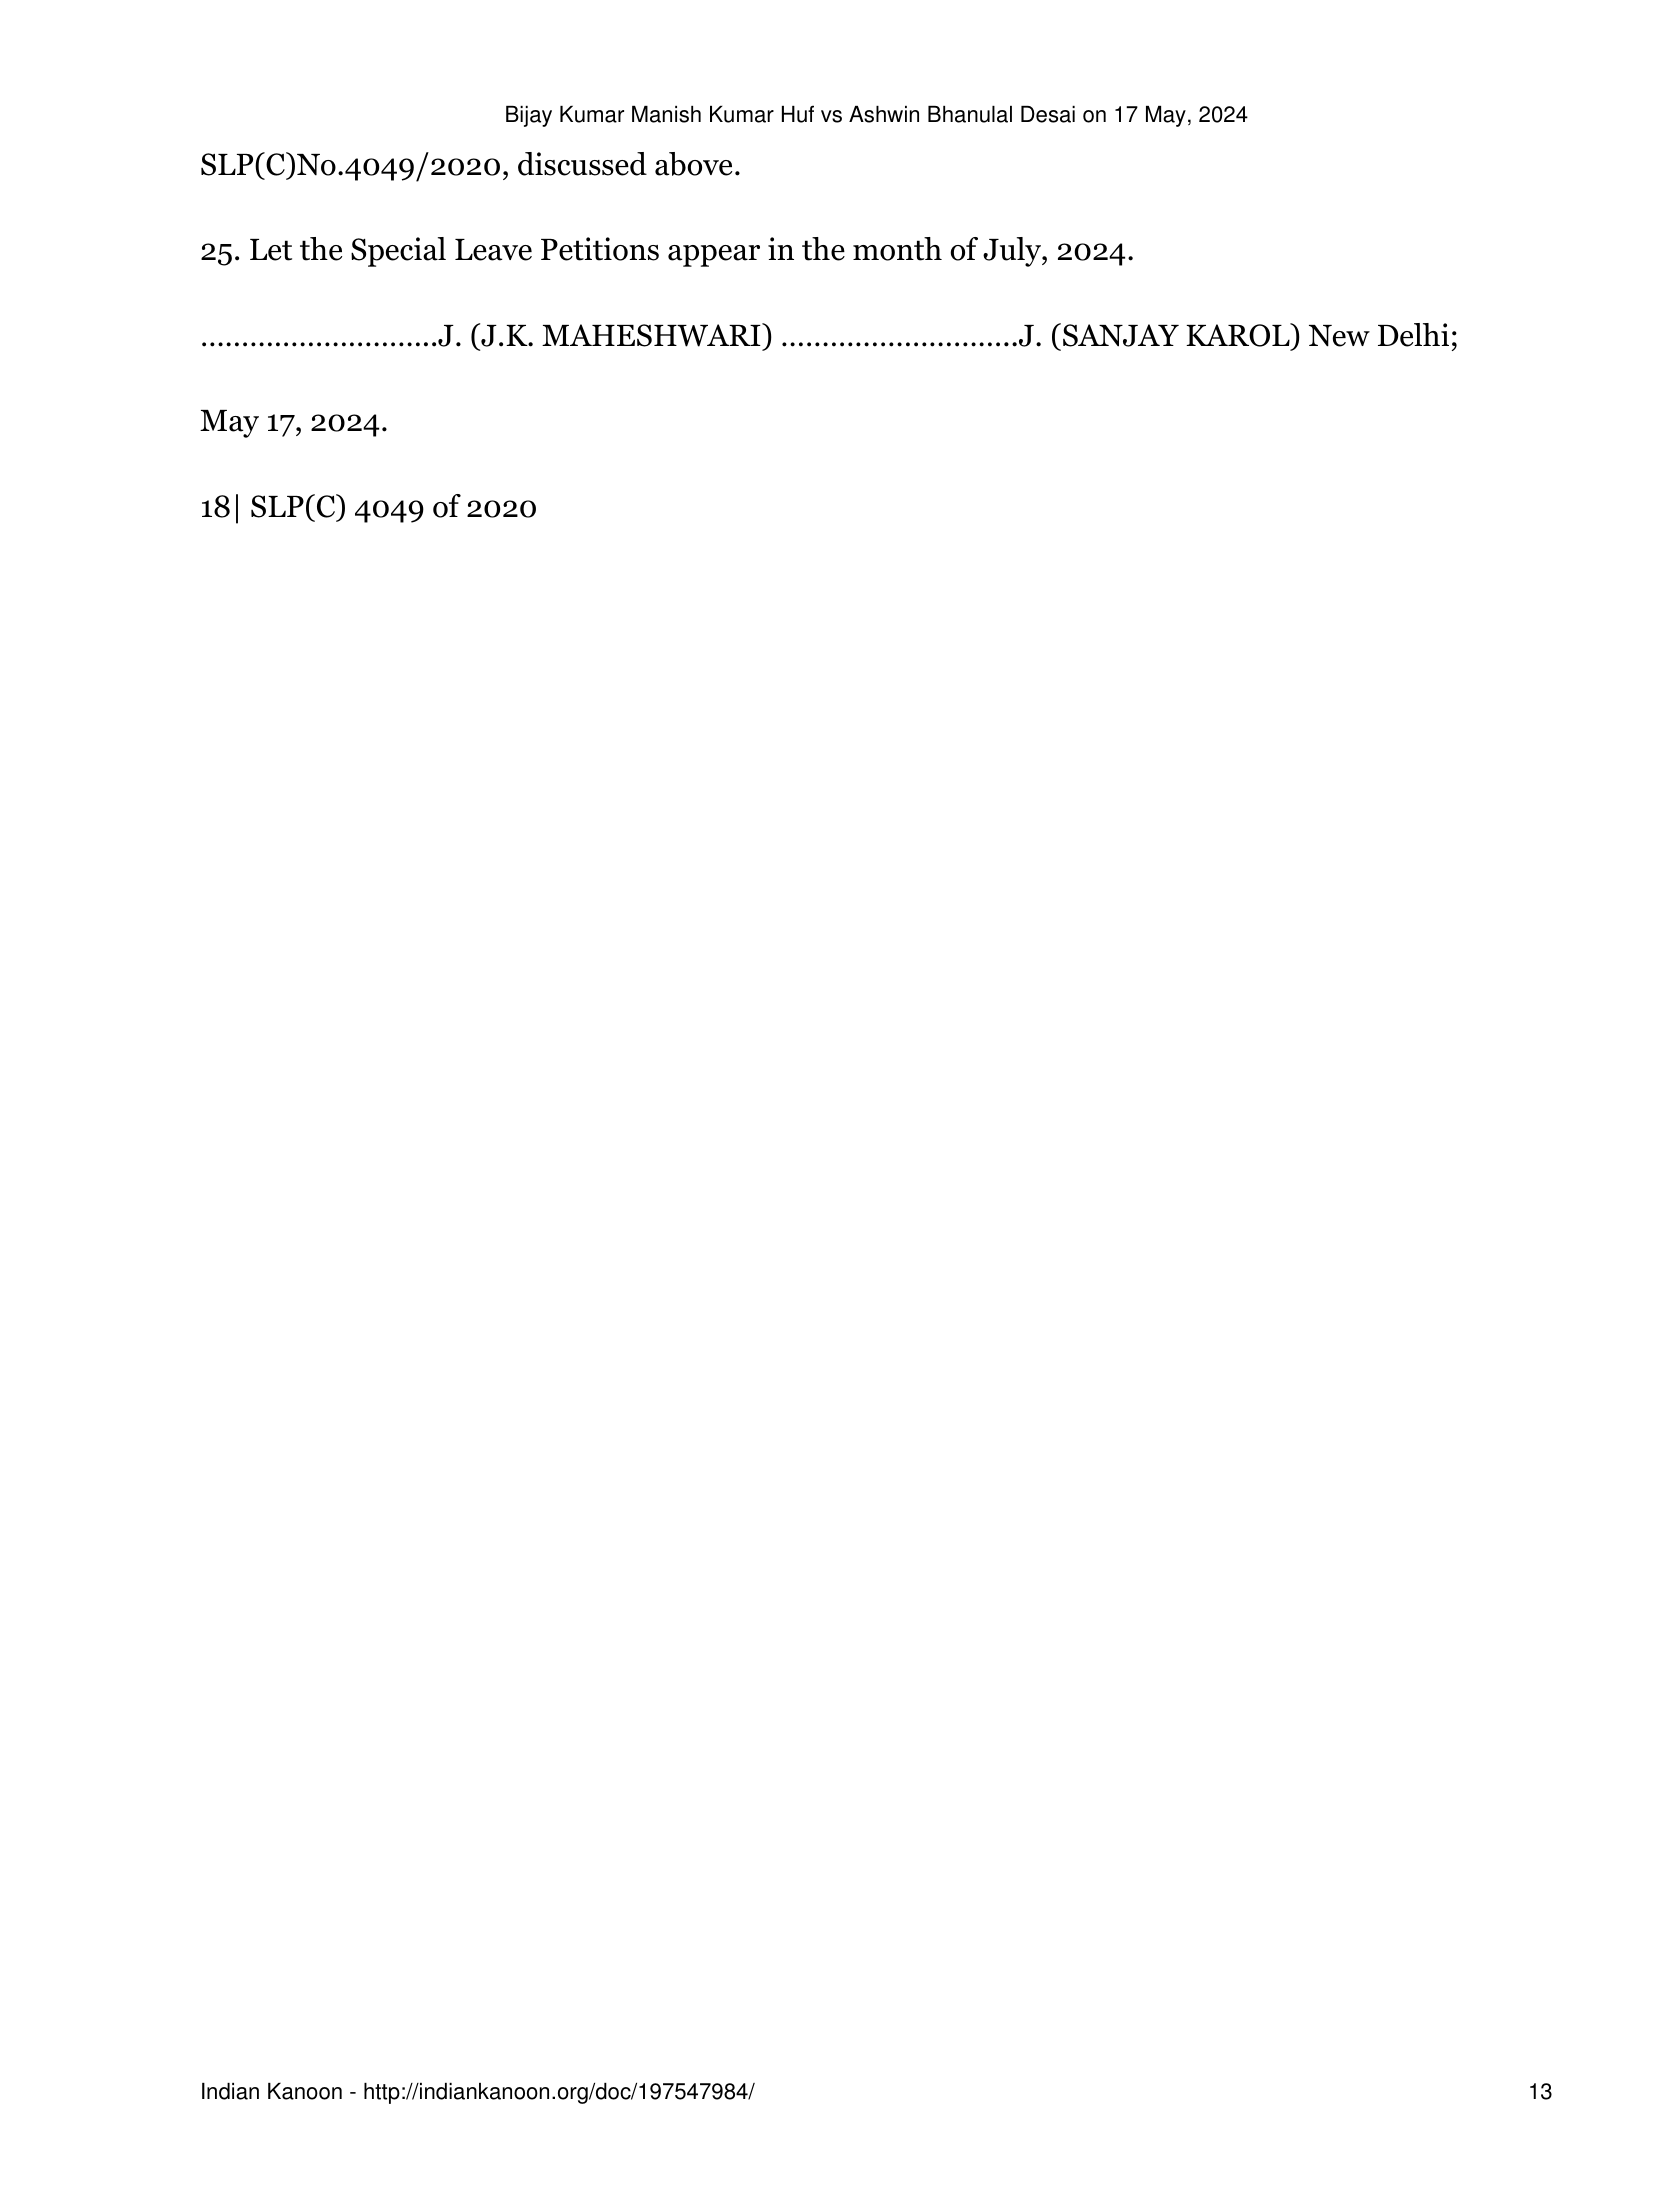 Bijay Kumar Manish Kumar Huf vs Ashwin Bhanulal Desai on 17 May, 2024
SLP(C)No.4049/2020, discussed above.
25. Let the Special Leave Petitions appear in the month of July, 2024.
………………………..J. (J.K. MAHESHWARI) ………………………..J. (SANJAY KAROL) New Delhi;
May 17, 2024.
18| SLP(C) 4049 of 2020
Indian Kanoon - http://indiankanoon.org/doc/197547984/ 13